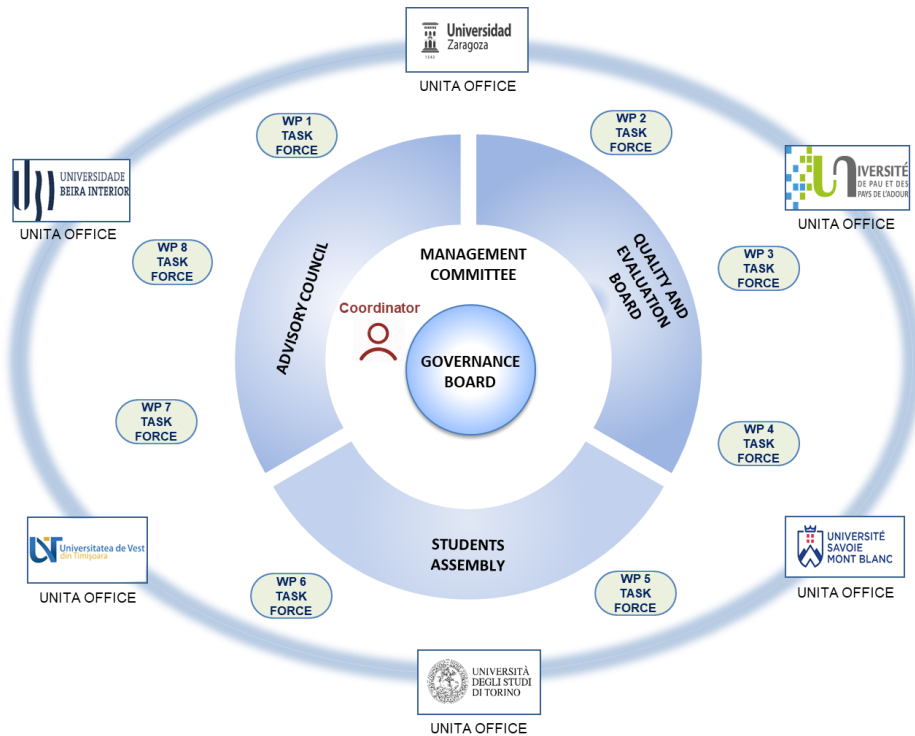 Universidad
Zaragoza
1542
UNITA OFFICE
WP 1
TASK
FORCE
WP 2
TASK
FORCE
UNIVERSIDADE
BEIRA INTERIOR
UNITA OFFICE
UNIVERSITÉ
DE PAU ET DES
PAYS DE L'ADOUR
UNITA OFFICE
WP 8
TASK
FORCE
WP 3
TASK
FORCE
ADVISORY COUNCIL
MANAGEMENT
COMMITTEE
QUALITY AND
EVALUATION
BOARD
Coordinator
GOVERNANCE
BOARD
WP 7
TASK
FORCE
WP 4
TASK
FORCE
UNT
Universitatea de Vest
din Timișoara
UNITA OFFICE
STUDENTS
ASSEMBLY
UNIVERSITÉ
SAVOIE
MONT BLANC
UNITA OFFICE
WP 6
TASK
FORCE
WP 5
TASK
FORCE
UNIVERSITÀ
DEGLI STUDI
DI TORINO
UNITA OFFICE